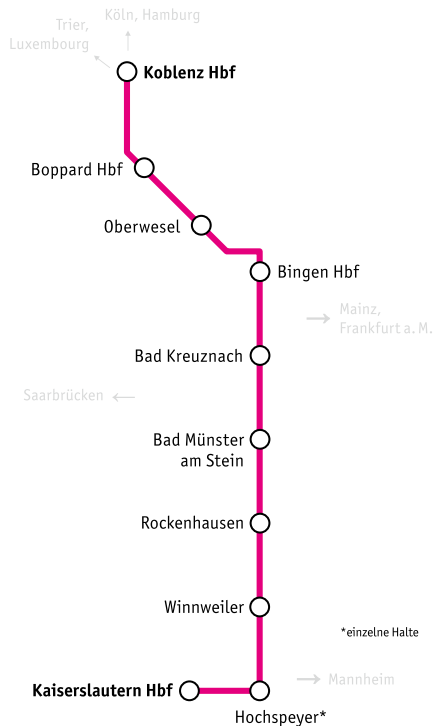 Köln, Hamburg
Trier,
Luxembourg
Koblenz Hbf
Boppard Hbf
Oberwesel
Bingen Hbf
Mainz,
Frankfurt a. M.
Bad Kreuznach
Saarbrücken
Bad Münster
am Stein
Rockenhausen
Winnweiler
*einzelne Halte
Mannheim
Kaiserslautern Hbf
Hochspeyer*